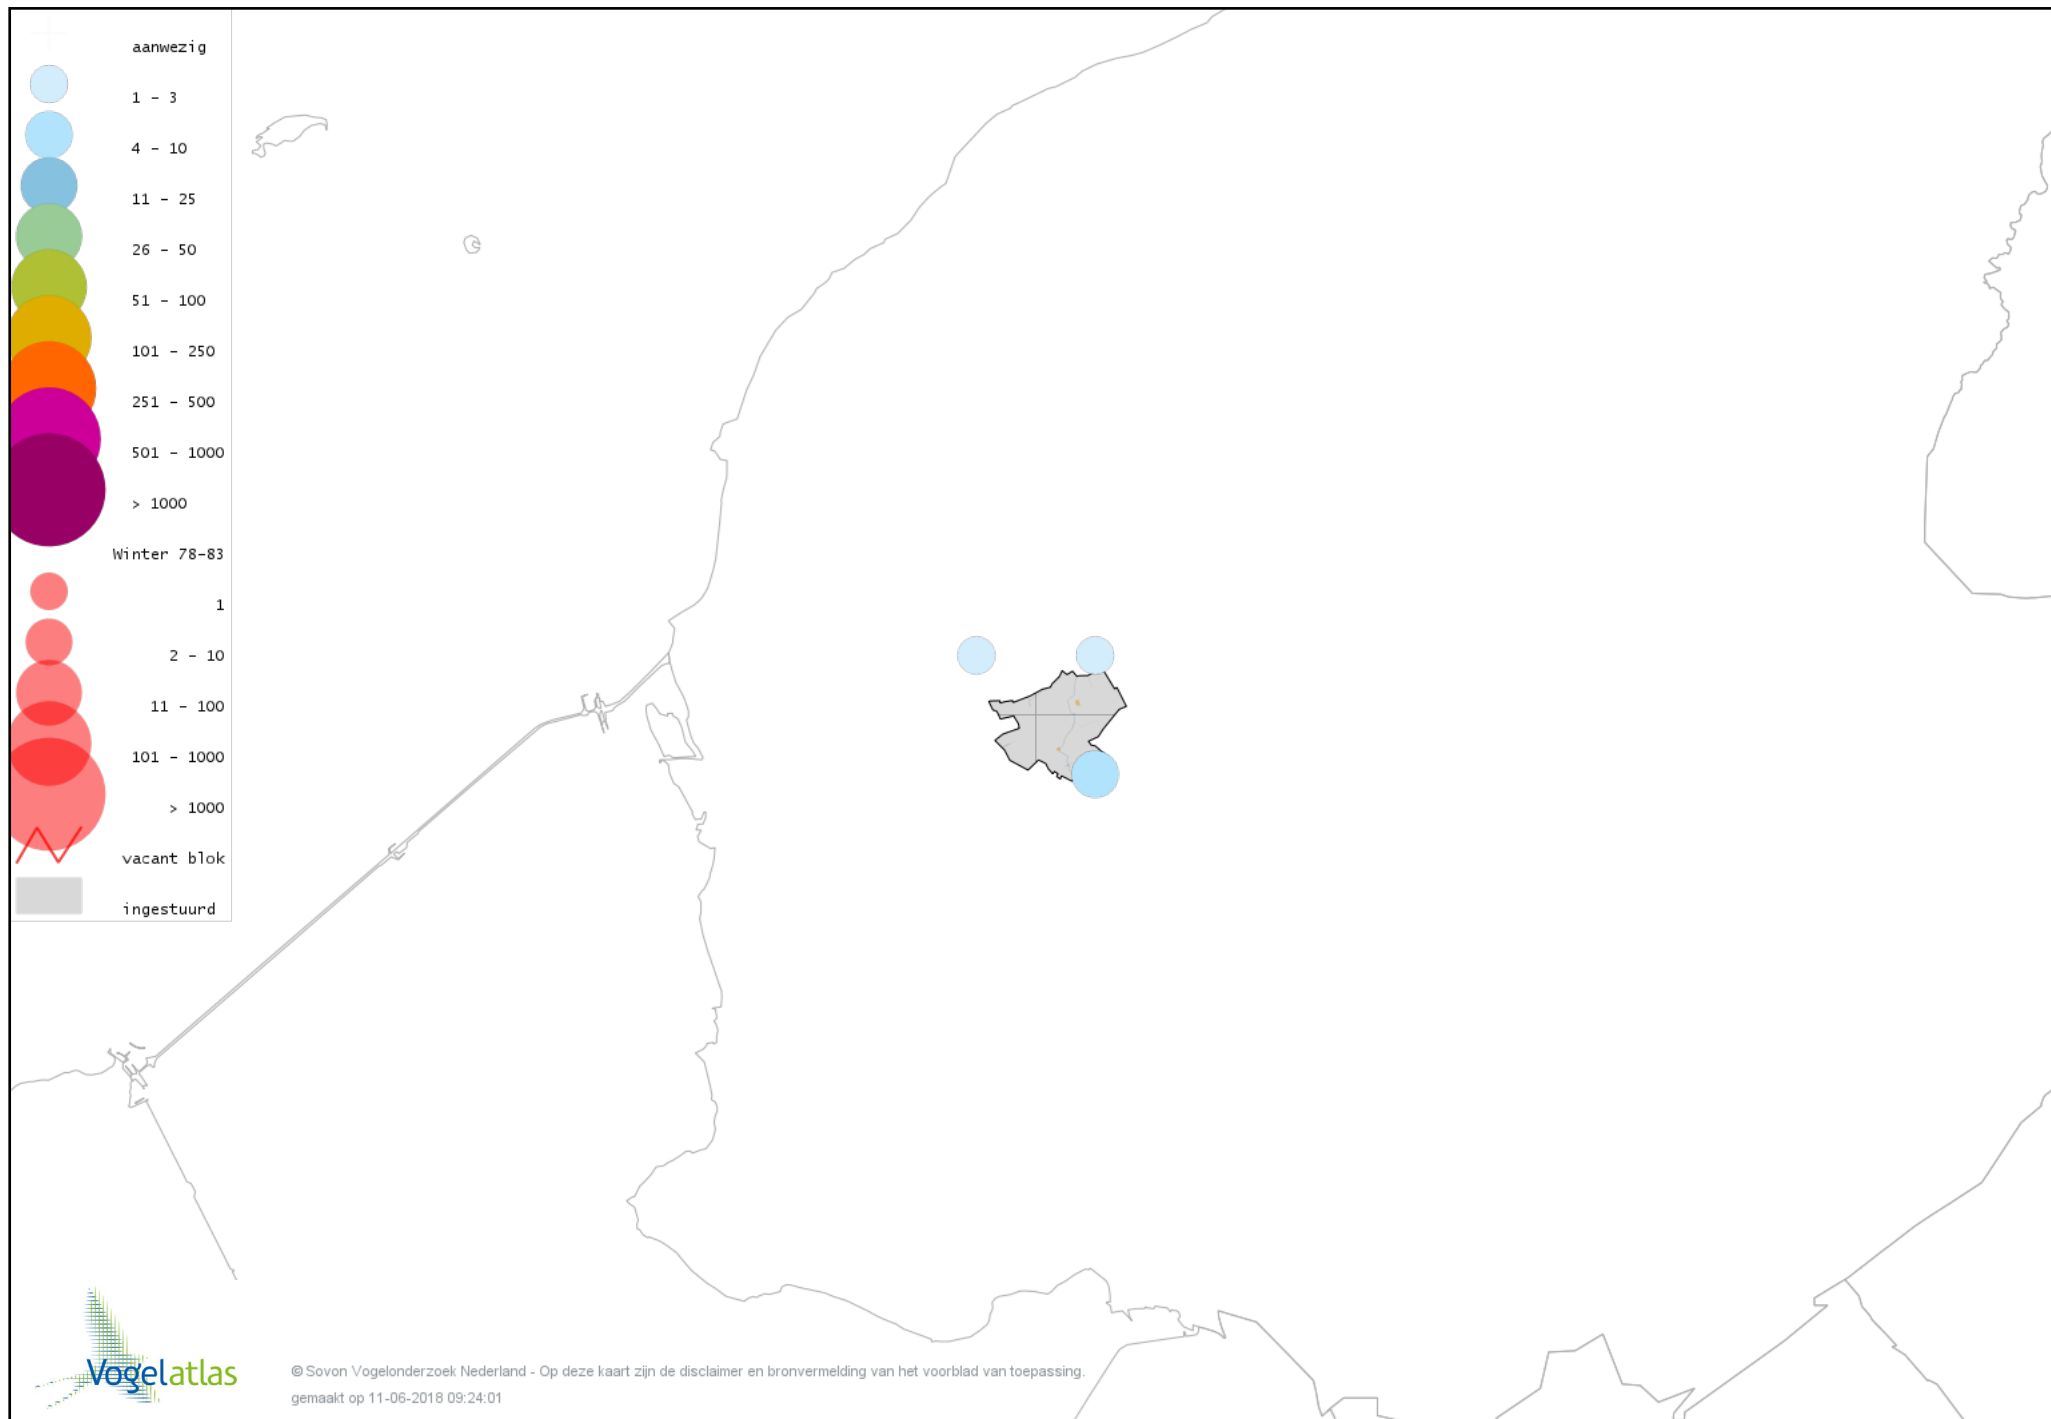 aanwezig
1 - 3
4 - 10
11 - 25
26 - 50
51 - 100
101 - 250
251 - 500
501 - 1000
> 1000
Winter 78-83
1
2 - 10
11 - 100
101 - 1000
> 1000
vacant blok
ingestuurd
Vogelatlas
© Sovon Vogelonderzoek Nederland - Op deze kaart zijn de disclaimer en bronvermelding van het voorblad van toepassing.
gemaakt op 11-06-2018 09:24:01